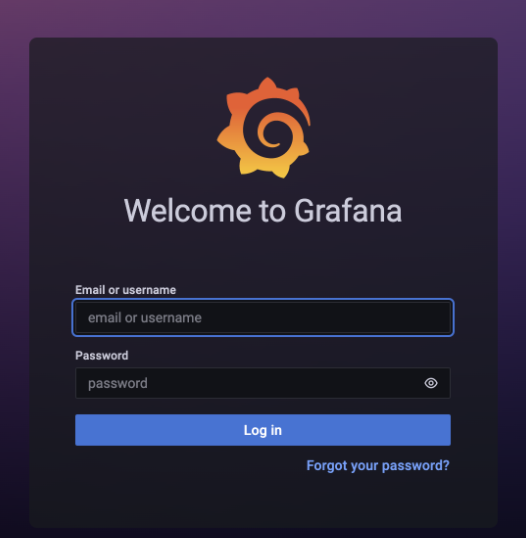 Welcome to Grafana
Email or username
email or username
Password
password
Log in
Forgot your password?